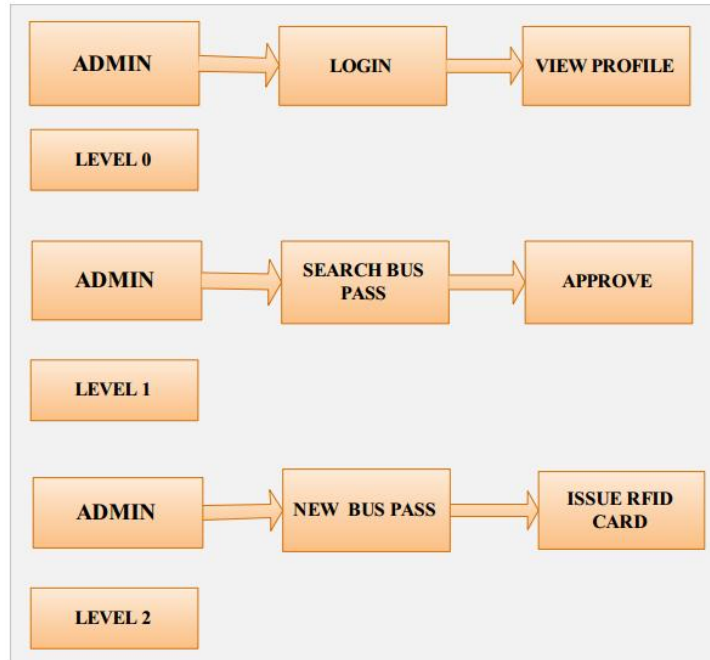 ADMIN
LOGIN
VIEW PROFILE
LEVEL 0
ADMIN
SEARCH BUS
PASS
APPROVE
LEVEL 1
ADMIN
NEW BUS PASS
ISSUE RFID
CARD
LEVEL 2